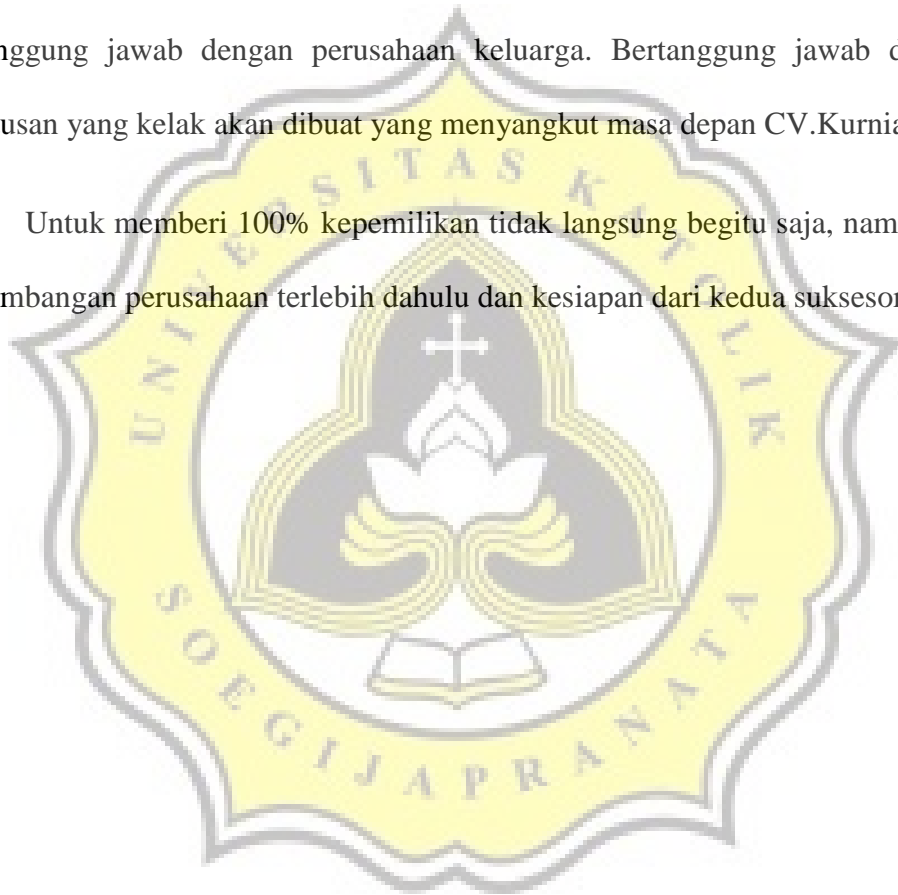 nggung jawab dengan perusahaan keluarga. Bertanggung jawab d
usan yang kelak akan dibuat yang menyangkut masa depan CV.Kurnia
Untuk memberi 100% kepemilikan tidak langsung begitu saja, nam
mbangan perusahaan terlebih dahulu dan kesiapan dari kedua suksesor
UNIVERSITAS KATOLIK
SOEGIJAPRANATA